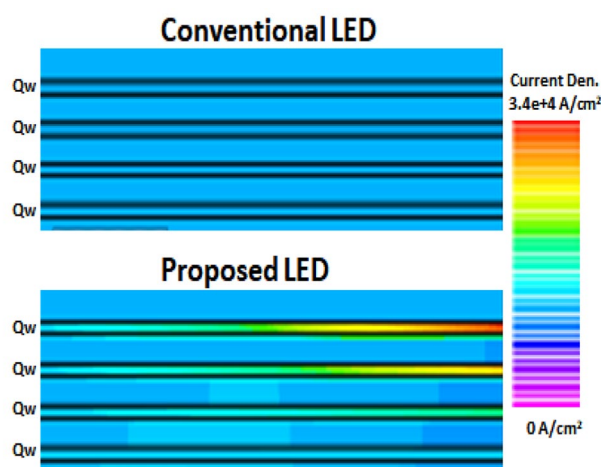 Conventional LED
Qw
Qw
Qw
Qw
Current Den.
3.4e+4 A/cm²
Proposed LED
Qw
Qw
Qw
Qw
0 A/cm²